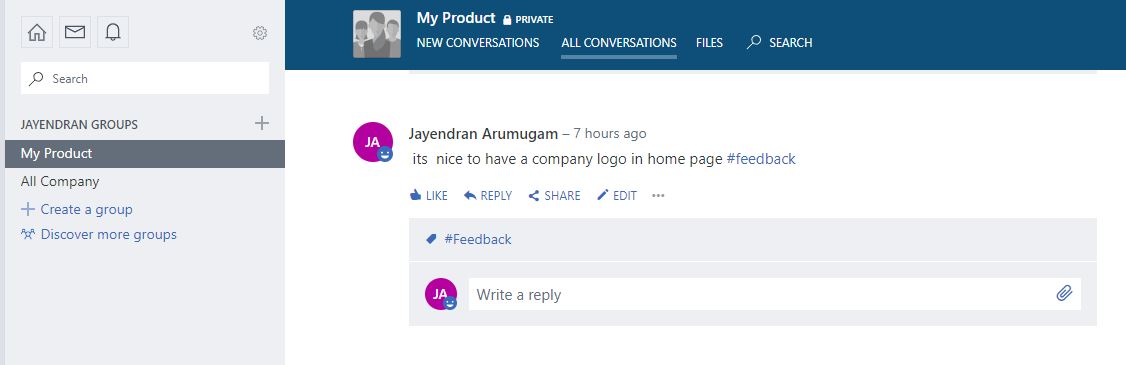 Search
JAYENDRAN GROUPS
My Product
All Company
Create a group
Discover more groups
My Product PRIVATE
NEW CONVERSATIONS ALL CONVERSATIONS FILES SEARCH
JA
Jayendran Arumugam – 7 hours ago
its  nice to have a company logo in home page #feedback
LIKE REPLY SHARE EDIT
#Feedback
JA
Write a reply